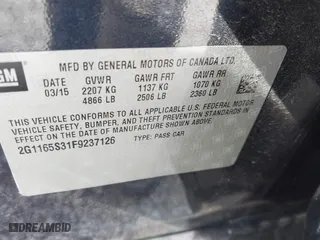 GM
MFD BY GENERAL MOTORS OF CANADA LTD.
03/15 GVWR GAWR FRT GAWR RR
2207 KG 1137 KG 1070 KG
4866 LB 2506 LB 2360 LB
THIS VEHICLE CONFORMS TO ALL APPLICABLE U.S. FEDERAL MOTOR
VEHICLE SAFETY, BUMPER, AND THEFT PREVENTION STANDARDS IN
EFFECT ON THE DATE OF MANUFACTURE SHOWN ABOVE.
2G1165S31F9237126 TYPE: PASS CAR
DREAMBID